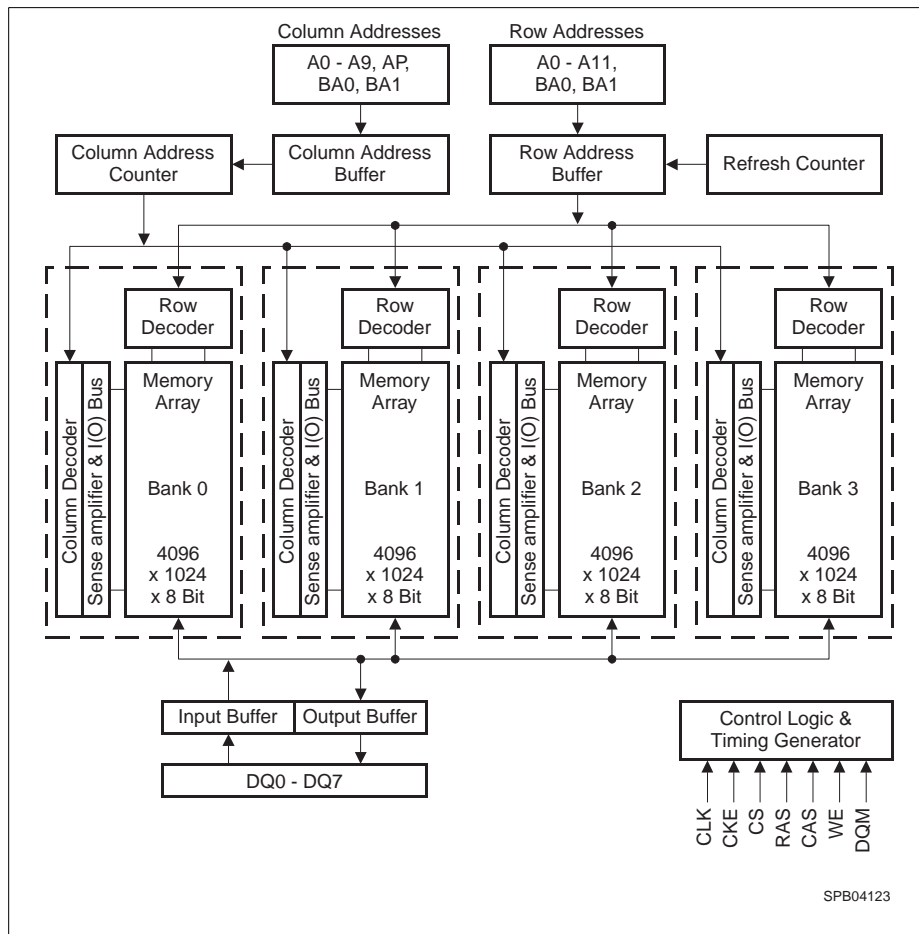 Column Addresses
Row Addresses
A0 - A9, AP,
BA0, BA1
A0 - A11,
BA0, BA1
Column Address
Counter
Column Address
Buffer
Row Address
Buffer
Refresh Counter
Row
Decoder
Column Decoder
Sense amplifier & I(O) Bus
Memory
Array
Bank 0
4096
x 1024
x 8 Bit
Row
Decoder
Column Decoder
Sense amplifier & I(O) Bus
Memory
Array
Bank 1
4096
x 1024
x 8 Bit
Row
Decoder
Column Decoder
Sense amplifier & I(O) Bus
Memory
Array
Bank 2
4096
x 1024
x 8 Bit
Row
Decoder
Column Decoder
Sense amplifier & I(O) Bus
Memory
Array
Bank 3
4096
x 1024
x 8 Bit
Input Buffer
Output Buffer
DQ0 - DQ7
Control Logic &
Timing Generator
CLK
CKE
CS
RAS
CAS
WE
DQM
SPB04123